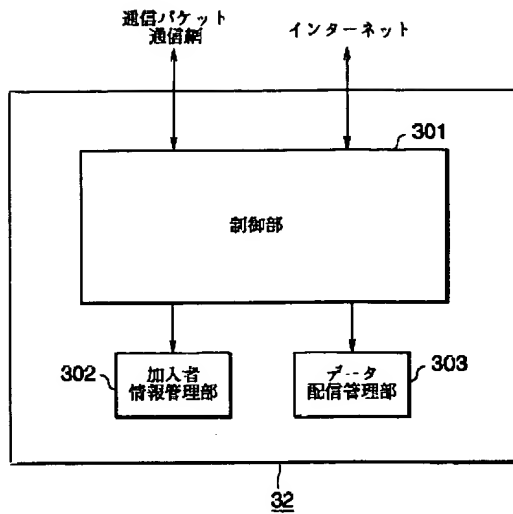 通信パケット
通信網
インターネット
301
制御部
302
加入者
情報管理部
データ
配信管理部
303
32